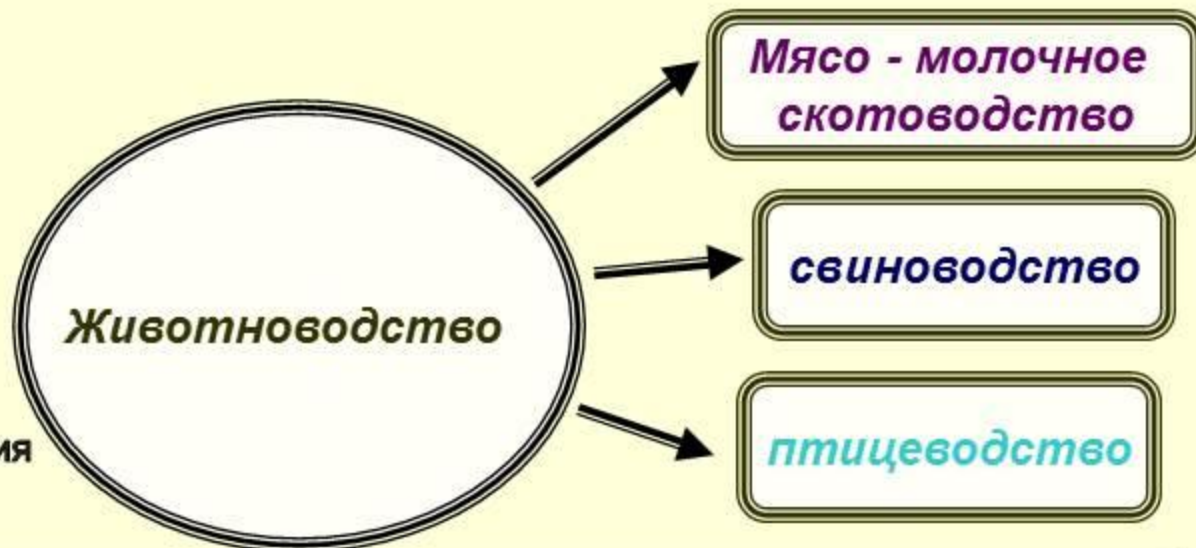 Мясо - молочное
скотоводство
свиноводство
Животноводство
птицеводство